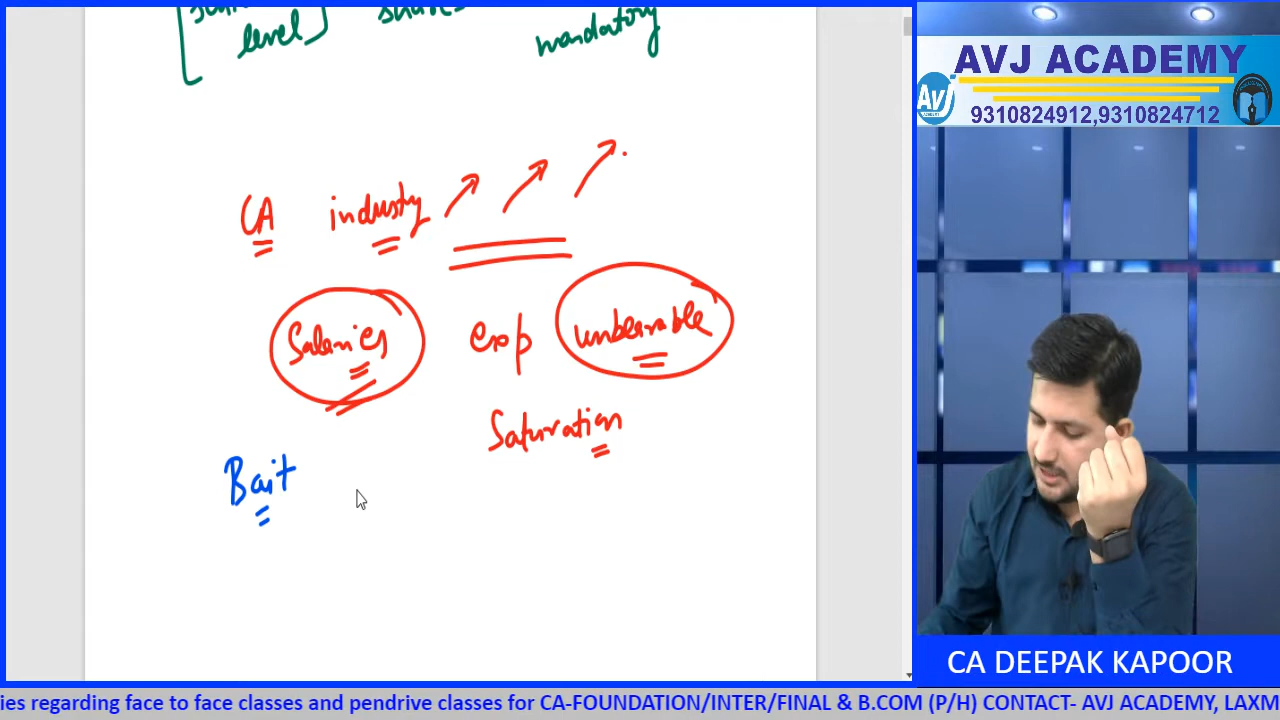 level
mandatory
CA industry
Salaries exp unbearable
Saturation
Bait
AVJ ACADEMY
AVJ
9310824912,9310824712
CA DEEPAK KAPOOR
ies regarding face to face classes and pendrive classes for CA-FOUNDATION/INTER/FINAL & B.COM (P/H) CONTACT- AVJ ACADEMY, LAXM